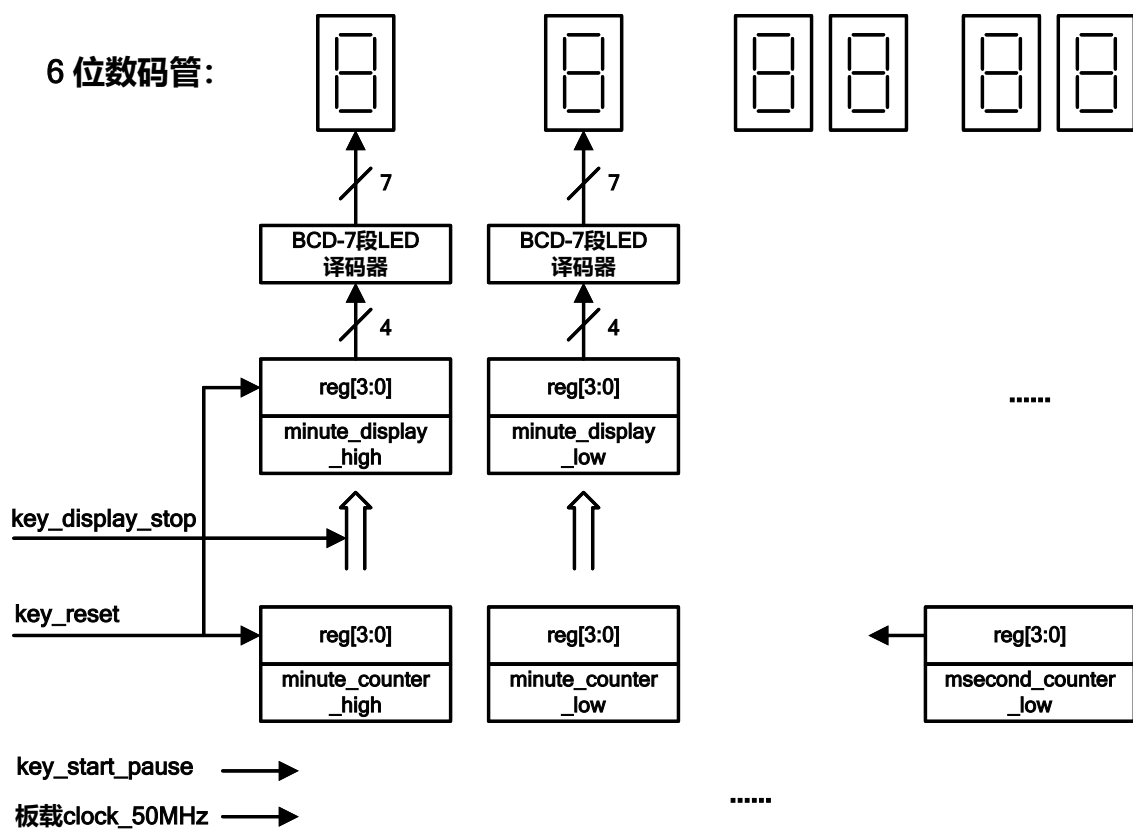 6 位数码管：
7
7
BCD-7段LED
译码器
BCD-7段LED
译码器
4
4
reg[3:0]
reg[3:0]
minute_display
_high
minute_display
_low
......
key_display_stop
key_reset
reg[3:0]
reg[3:0]
reg[3:0]
minute_counter
_high
minute_counter
_low
msecond_counter
_low
key_start_pause
板载clock_50MHz
......